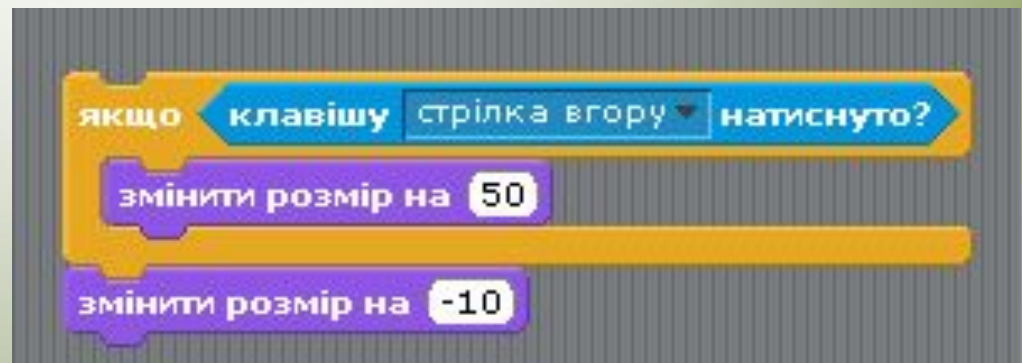 якщо клавішу стрілка вгору натиснуто?
змінити розмір на 50
змінити розмір на -10